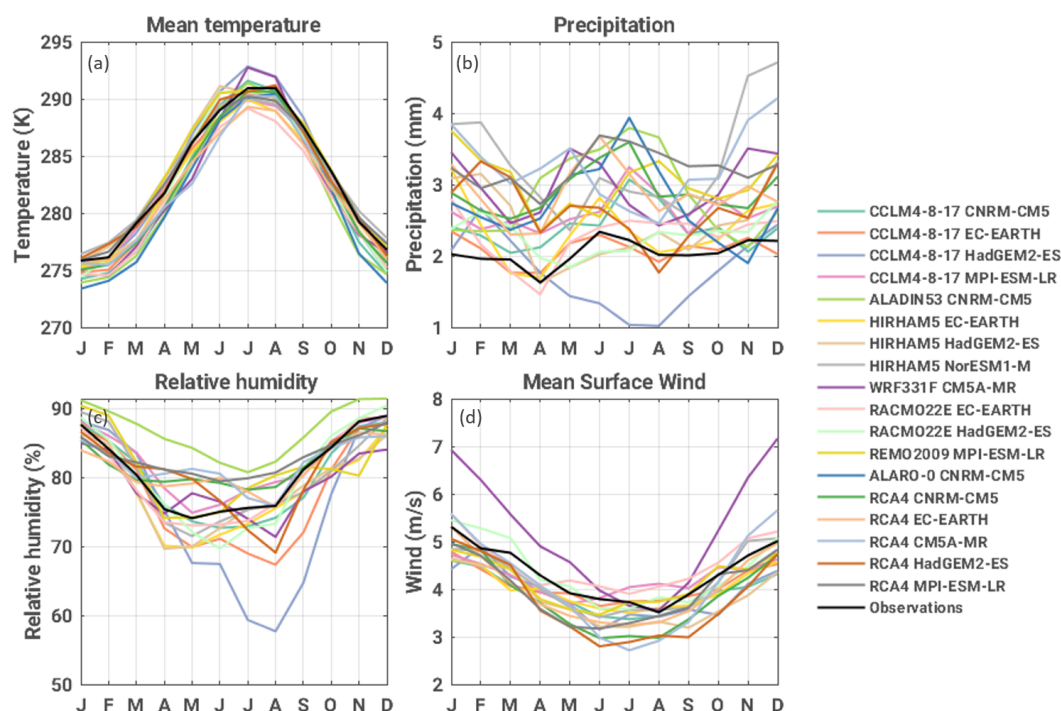 Mean temperature
Precipitation
295
290
285
280
275
270
Temperature (K)
(a)
J F M A M J J A S O N D
5
4
3
2
1
Precipitation (mm)
(b)
J F M A M J J A S O N D
Relative humidity
Mean Surface Wind
90
80
70
60
50
Relative humidity (%)
(c)
J F M A M J J A S O N D
8
7
6
5
4
3
2
Wind (m/s)
(d)
J F M A M J J A S O N D
CCLM4-8-17 CNRM-CM5
CCLM4-8-17 EC-EARTH
CCLM4-8-17 HadGEM2-ES
CCLM4-8-17 MPI-ESM-LR
ALADIN53 CNRM-CM5
HIRHAM5 EC-EARTH
HIRHAM5 HadGEM2-ES
HIRHAM5 NorESM1-M
WRF331F CM5A-MR
RACMO22E EC-EARTH
RACMO22E HadGEM2-ES
REMO2009 MPI-ESM-LR
ALARO-0 CNRM-CM5
RCA4 CNRM-CM5
RCA4 EC-EARTH
RCA4 CM5A-MR
RCA4 HadGEM2-ES
RCA4 MPI-ESM-LR
Observations